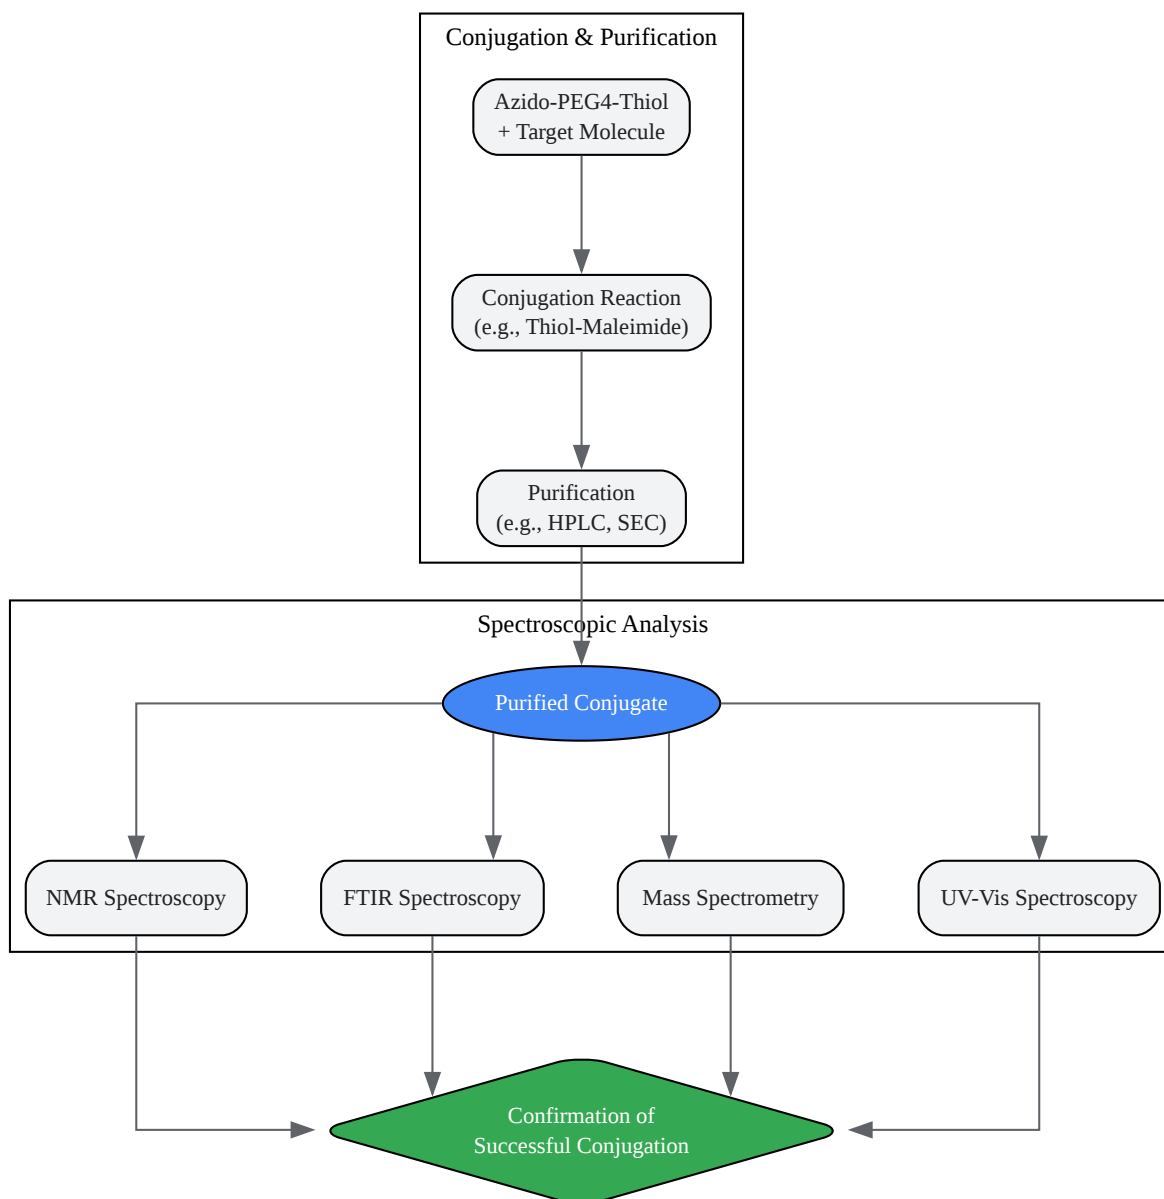 Conjugation & Purification
Azido-PEG4-Thiol
+ Target Molecule
Conjugation Reaction
(e.g., Thiol-Maleimide)
Purification
(e.g., HPLC, SEC)
Spectroscopic Analysis
Purified Conjugate
NMR Spectroscopy
FTIR Spectroscopy
Mass Spectrometry
UV-Vis Spectroscopy
Confirmation of
Successful Conjugation